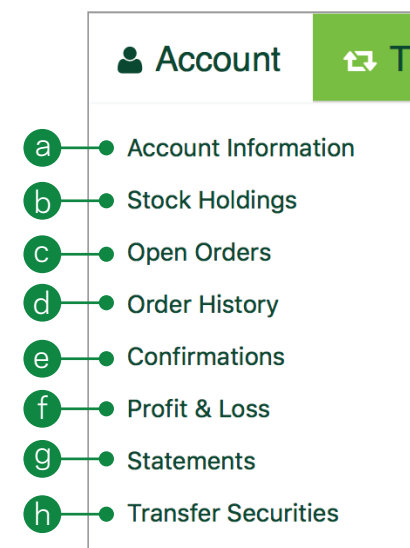 Account T
a Account Information
b Stock Holdings
c Open Orders
d Order History
e Confirmations
f Profit & Loss
g Statements
h Transfer Securities